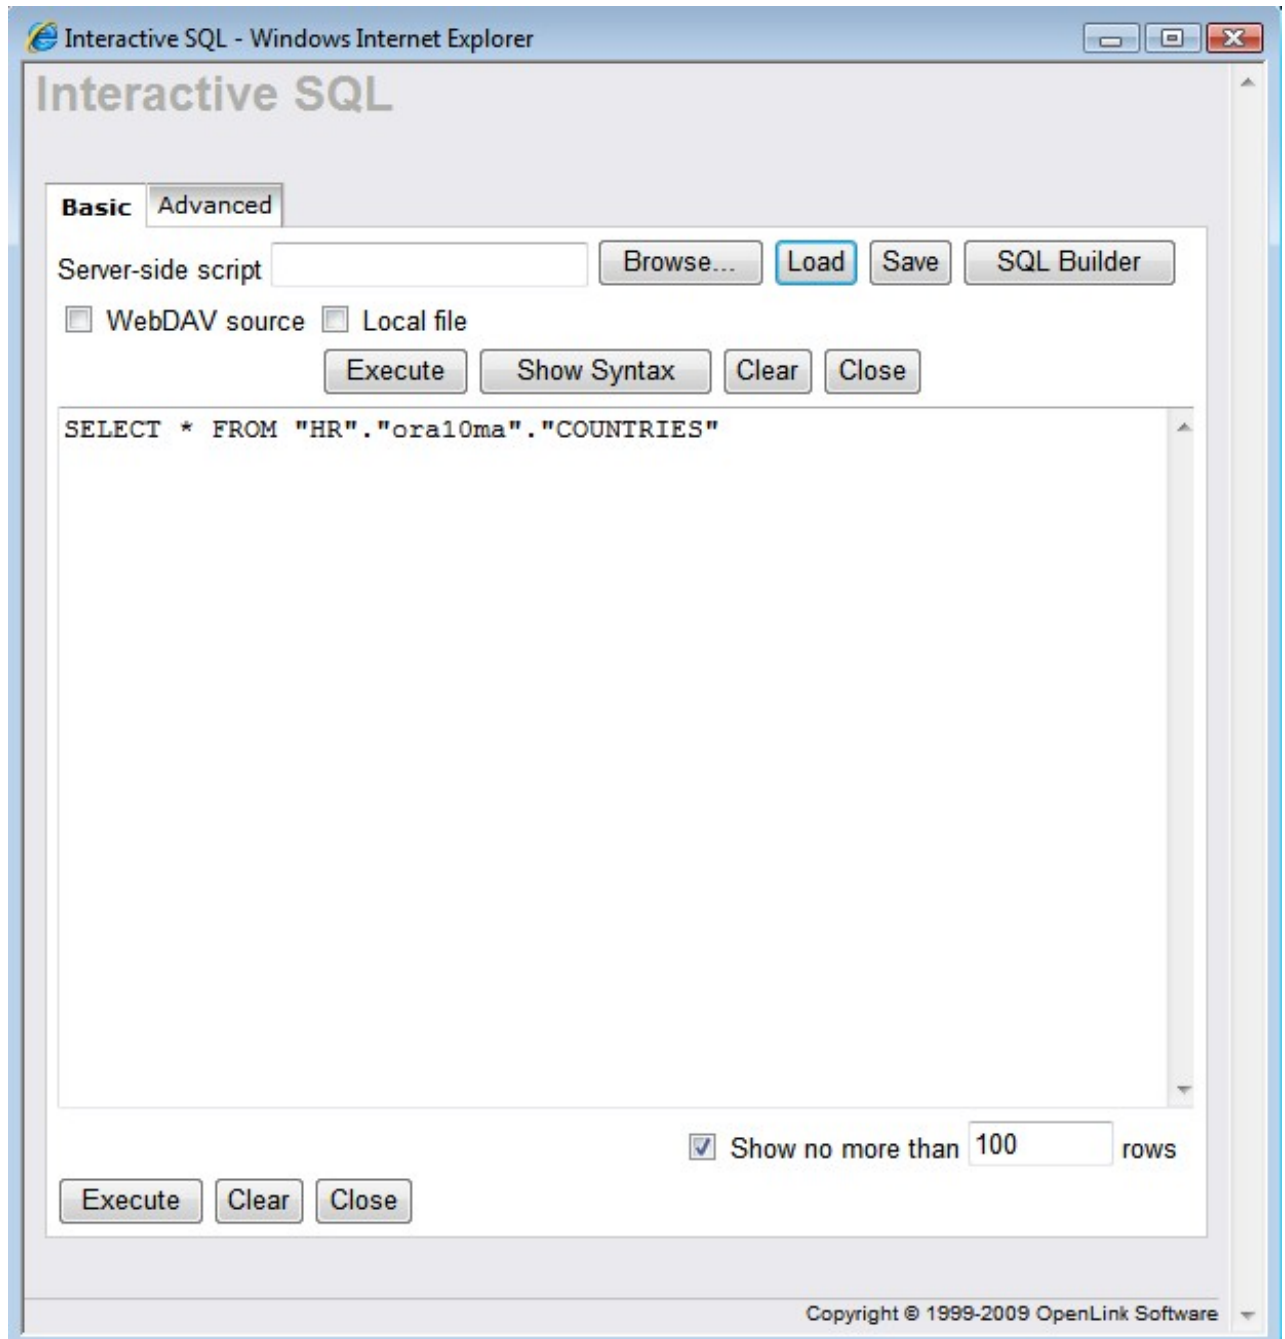 Interactive SQL - Windows Internet Explorer
Interactive SQL
Basic Advanced
Server-side script Browse... Load Save SQL Builder
WebDAV source Local file
Execute Show Syntax Clear Close
SELECT * FROM "HR"."ora10ma"."COUNTRIES"
Show no more than 100 rows
Execute Clear Close
Copyright © 1999-2009 OpenLink Software